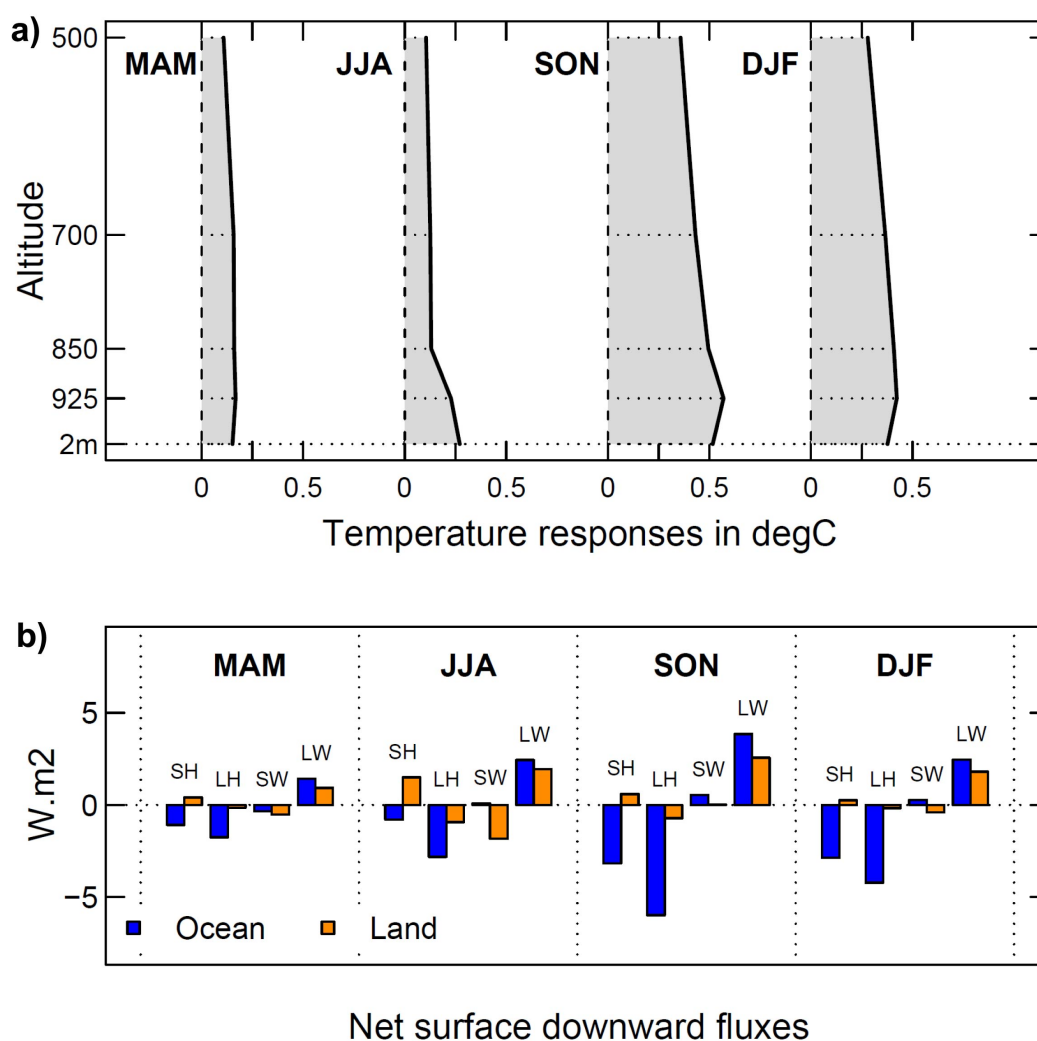 a)
500
MAM JJA SON DJF
Altitude
700
850
925
2m
0 0.5 0 0.5 0 0.5 0 0.5
Temperature responses in degC
b)
MAM JJA SON DJF
W.m2
5
0
−5
SH LH SW LW
SH LH SW LW
SH LH SW LW
SH LH SW LW
Ocean Land
Net surface downward fluxes